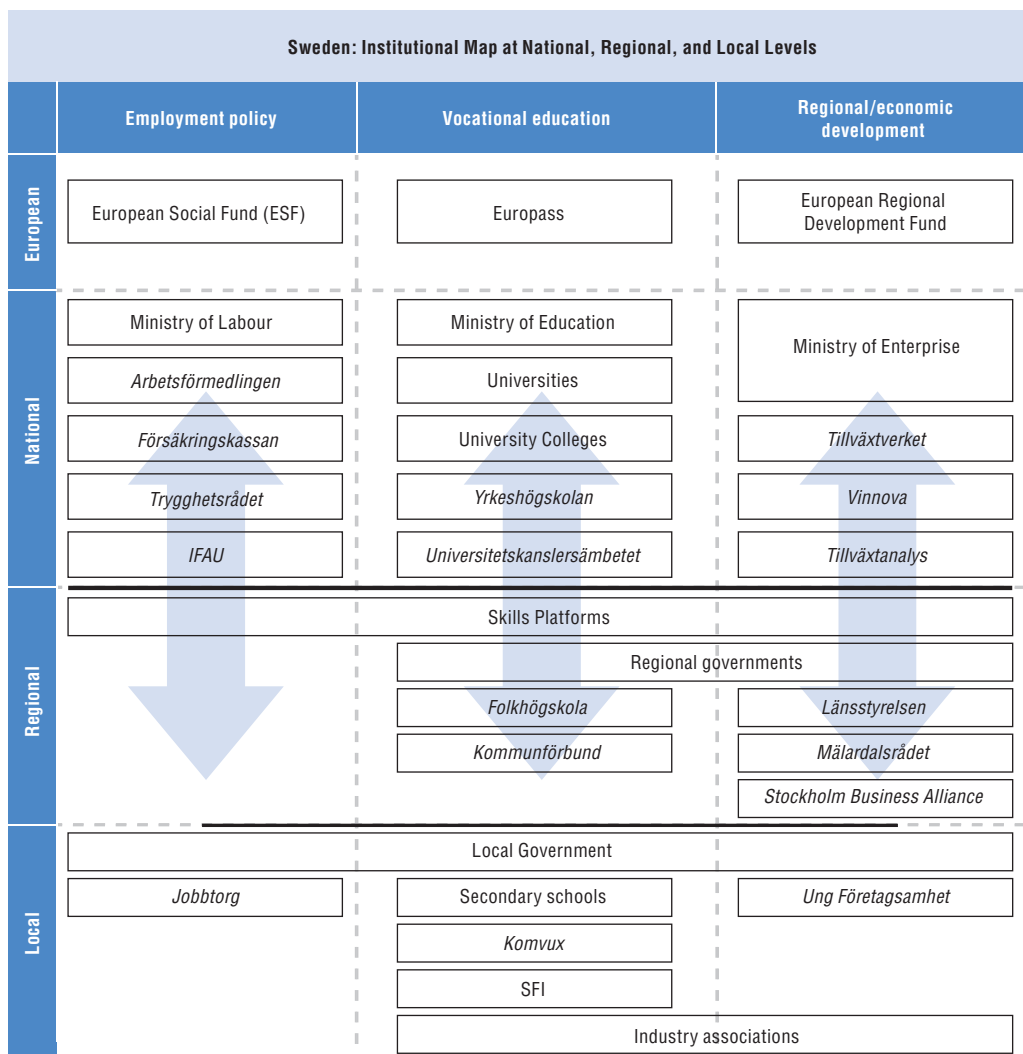 Sweden: Institutional Map at National, Regional, and Local Levels
Employment policy
Vocational education
Regional/economic
development
European
European Social Fund (ESF)
Europass
European Regional
Development Fund
National
Ministry of Labour
Ministry of Education
Ministry of Enterprise
Arbetsförmedlingen
Universities
Försäkringskassan
University Colleges
Tillväxtverket
Trygghetsrådet
Yrkeshögskolan
Vinnova
IFAU
Universitetskanslersämbetet
Tillväxtanalys
Regional
Skills Platforms
Regional governments
Folkhögskola
Länsstyrelsen
Kommunförbund
Mälardalsrådet
Stockholm Business Alliance
Local
Local Government
Jobbtorg
Secondary schools
Ung Företagsamhet
Komvux
SFI
Industry associations